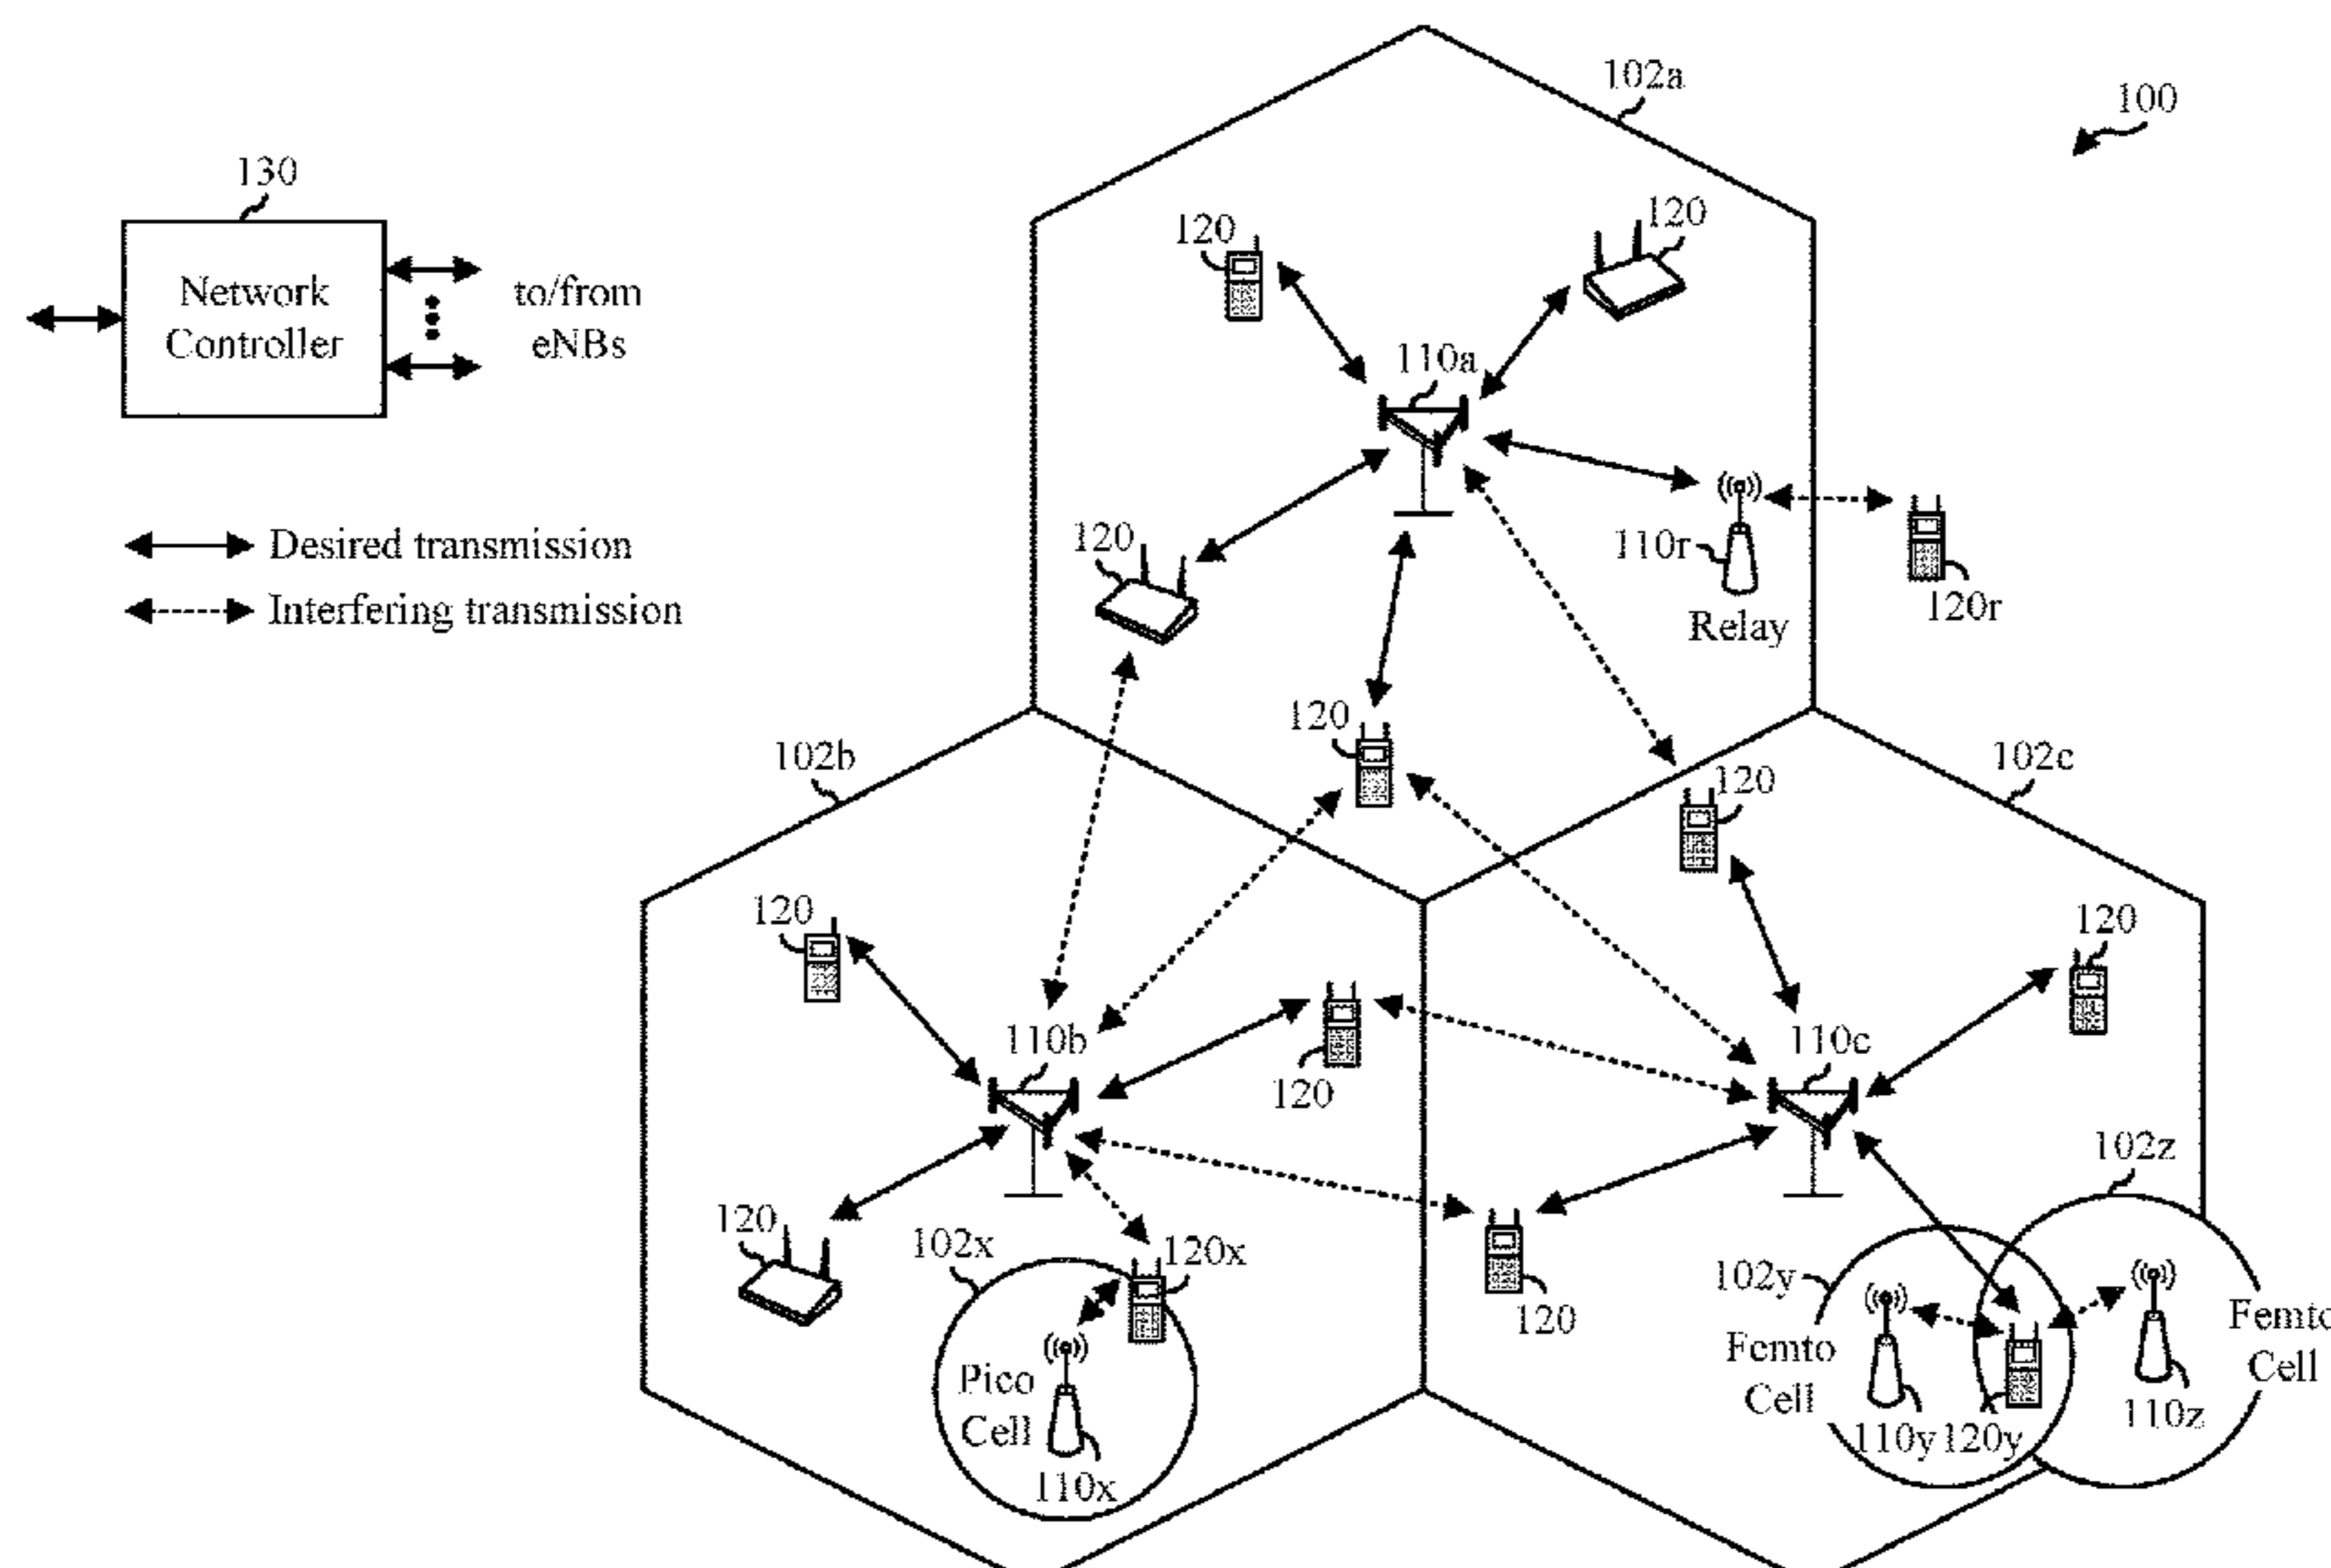 102a
100
130
120
120
Network
Controller
to/from
eNBs
110a
Desired transmission
Interfering transmission
120
110r
Relay
120r
120
102b
120
102c
120
120
110b
120
110c
120
102z
102x
120x
102y
120
Pico
Cell
110x
Femto
Cell
110y
120y
110z
Femto
Cell